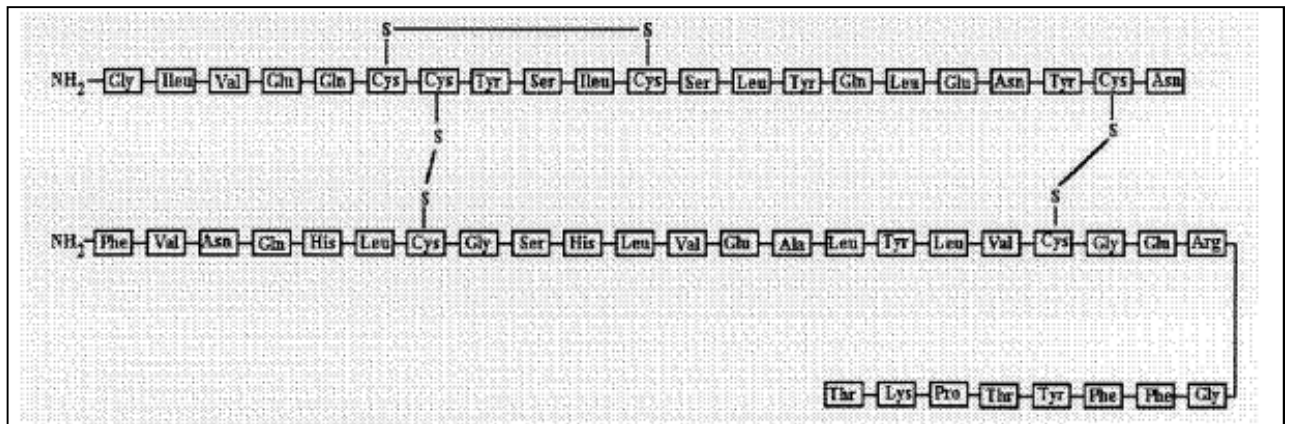 S S
NH₂ Gly Ileu Val Glu Gln Cys Cys Tyr Ser Ileu Cys Ser Leu Tyr Gln Leu Glu Asn Tyr Cys Asn
S S
S S
NH₂ Phe Val Asn Gln His Leu Cys Gly Ser His Leu Val Glu Ala Leu Tyr Leu Val Cys Gly Glu Arg
Thr Lys Pro Thr Tyr Phe Phe Gly